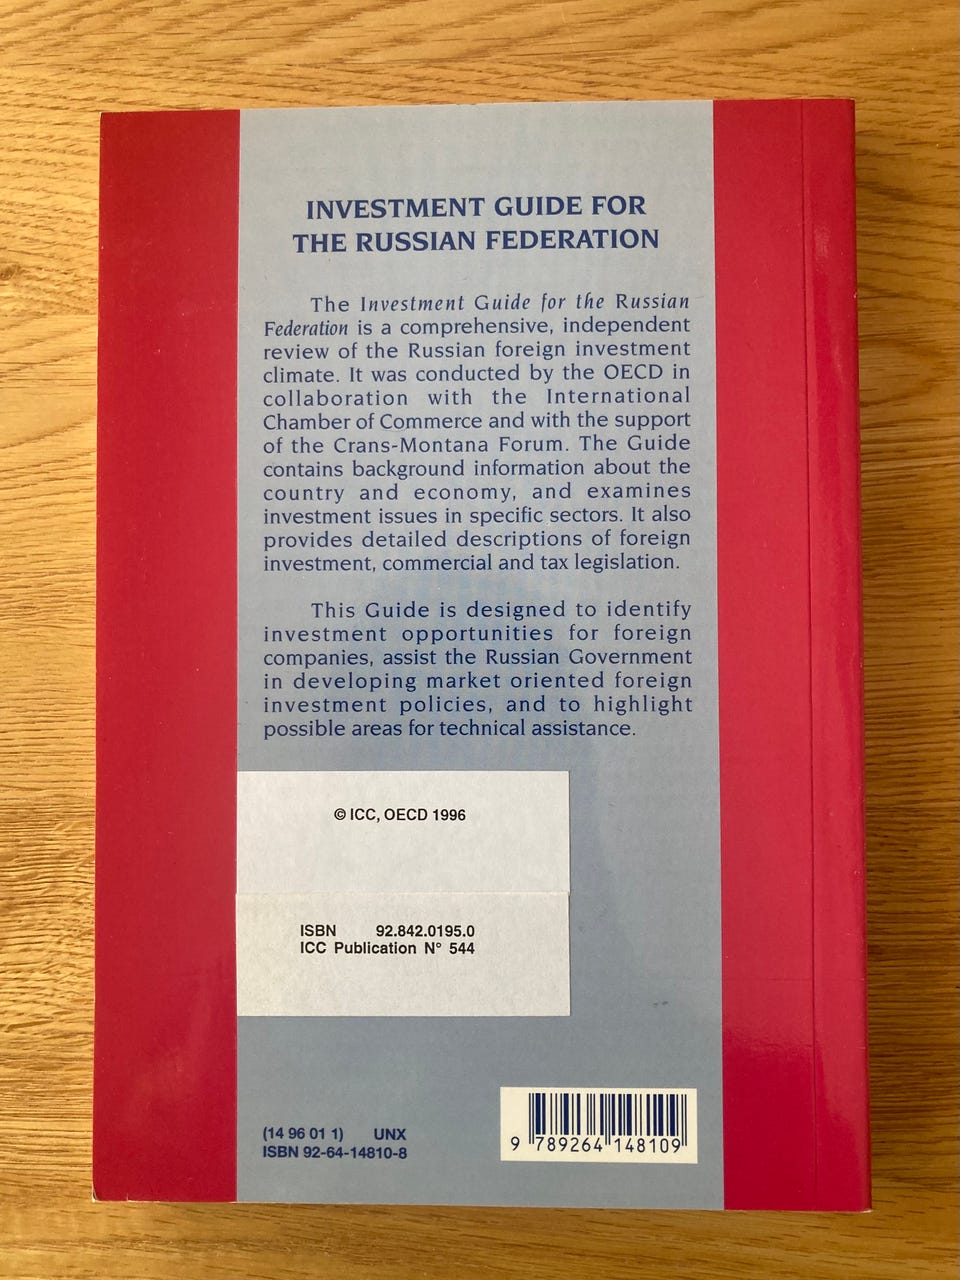 INVESTMENT GUIDE FOR
THE RUSSIAN FEDERATION
The Investment Guide for the Russian
Federation is a comprehensive, independent
review of the Russian foreign investment
climate. It was conducted by the OECD in
collaboration with the International
Chamber of Commerce and with the support
of the Crans-Montana Forum. The Guide
contains background information about the
country and economy, and examines
investment issues in specific sectors. It also
provides detailed descriptions of foreign
investment, commercial and tax legislation.
This Guide is designed to identify
investment opportunities for foreign
companies, assist the Russian Government
in developing market oriented foreign
investment policies, and to highlight
possible areas for technical assistance.
© ICC, OECD 1996
ISBN 92.842.0195.0
ICC Publication N° 544
(14 96 01 1) UNX
ISBN 92-64-14810-8
9 789264 148109